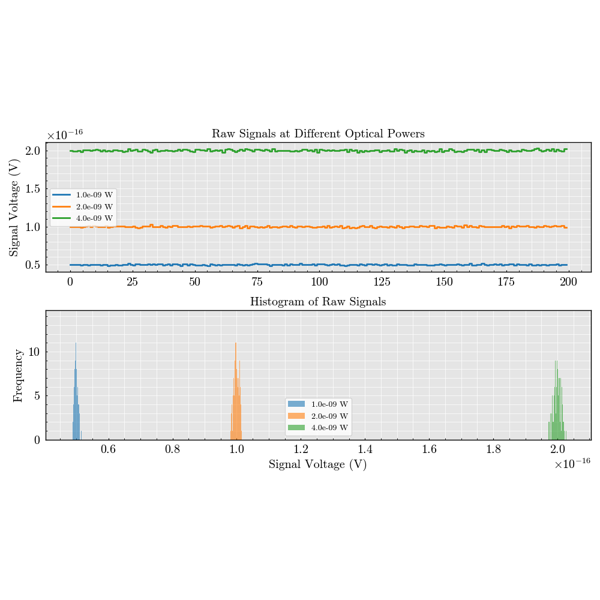 Raw Signals at Different Optical Powers
×10⁻¹⁶
Signal Voltage (V)
2.0
1.5
1.0
0.5
1.0e-09 W
2.0e-09 W
4.0e-09 W
0 25 50 75 100 125 150 175 200
Histogram of Raw Signals
Frequency
10
5
0
1.0e-09 W
2.0e-09 W
4.0e-09 W
0.6 0.8 1.0 1.2 1.4 1.6 1.8 2.0
Signal Voltage (V)
×10⁻¹⁶